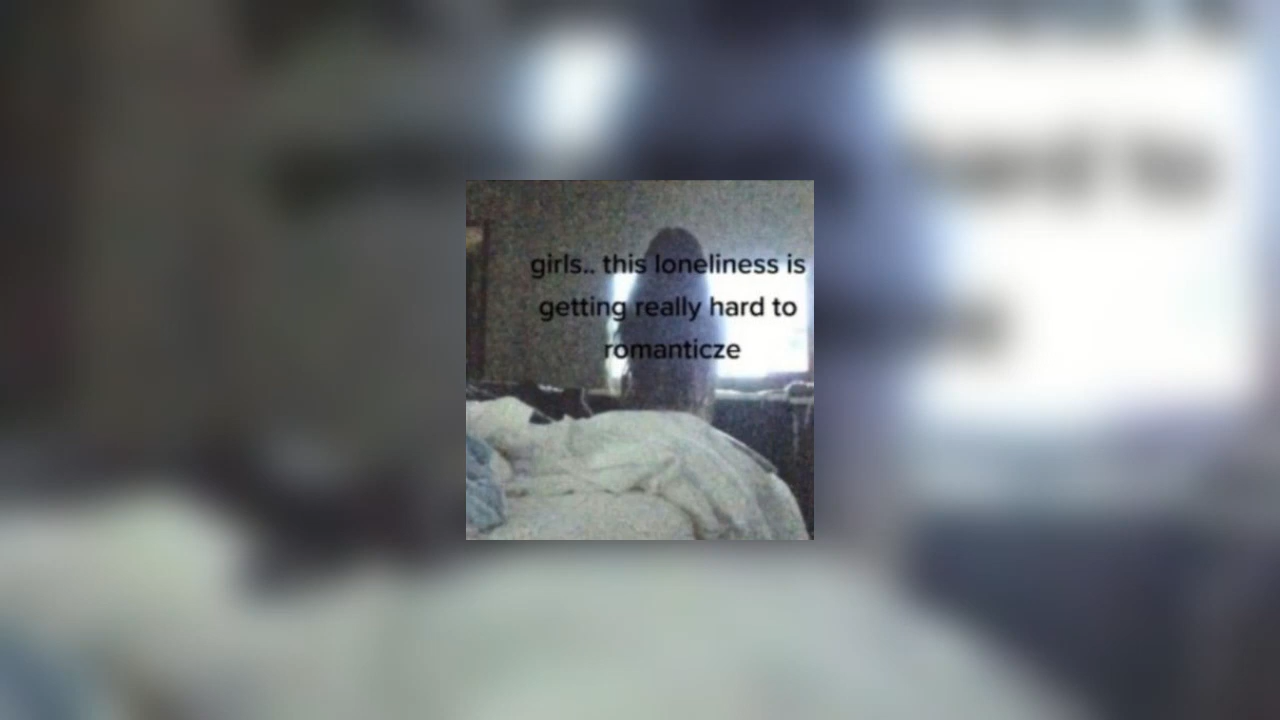 girls.. this loneliness is
getting really hard to
romanticze